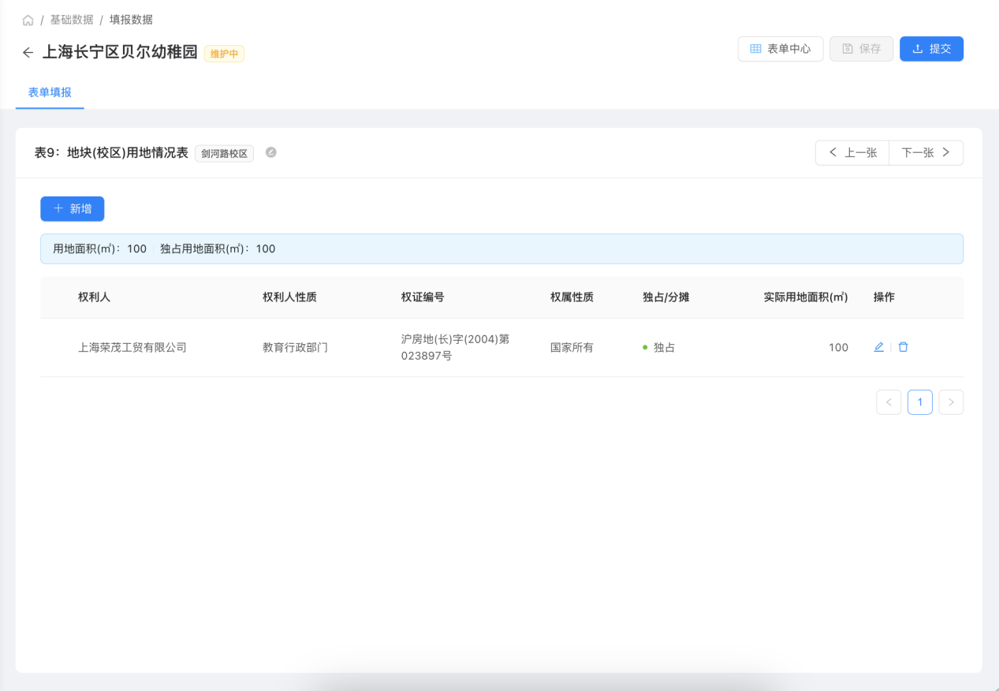 / 基础数据 / 填报数据
上海长宁区贝尔幼稚园 维护中
表单中心 保存 提交
表单填报
表9：地块(校区)用地情况表 剑河路校区
上一张 下一张
新增
用地面积(㎡)：100 独占用地面积(㎡)：100
权利人 权利人性质 权证编号 权属性质 独占/分摊 实际用地面积(㎡) 操作
上海荣茂工贸有限公司 教育行政部门 沪房地(长)字(2004)第 国家所有 独占 100
023897号
1